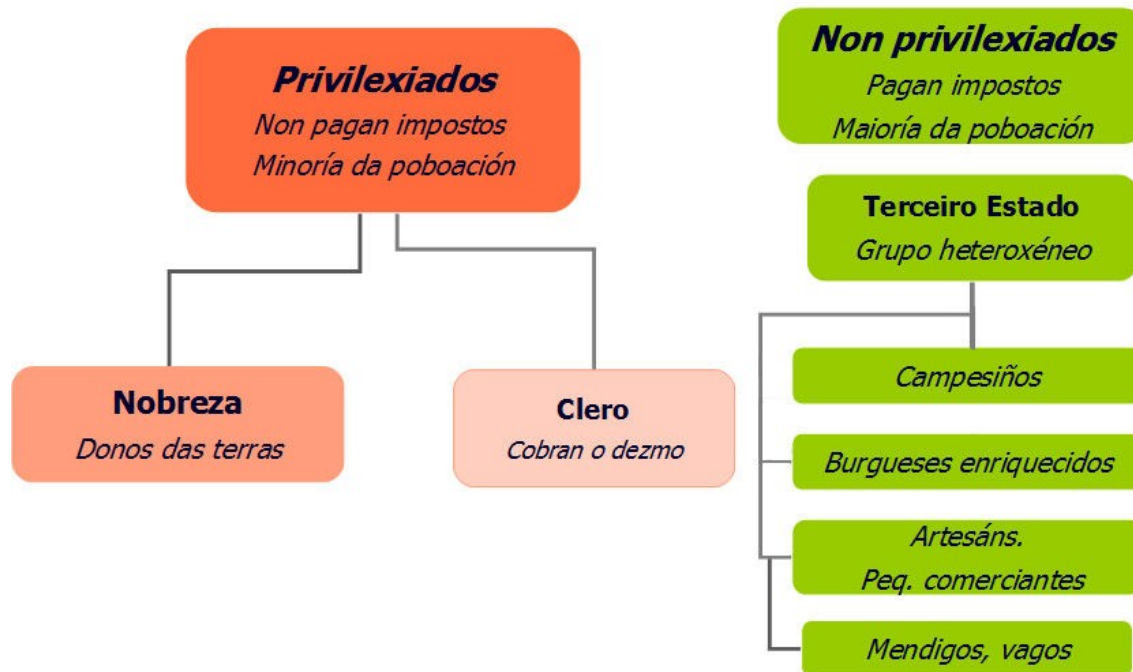 Privilexiados
Non pagan impostos
Minoría da poboación
Nobreza
Donos das terras
Clero
Cobran o dezmo
Non privilexiados
Pagan impostos
Maioría da poboación
Terceiro Estado
Grupo heteroxéneo
Campesiños
Burgueses enriquecidos
Artesáns.
Peq. comerciantes
Mendigos, vagos